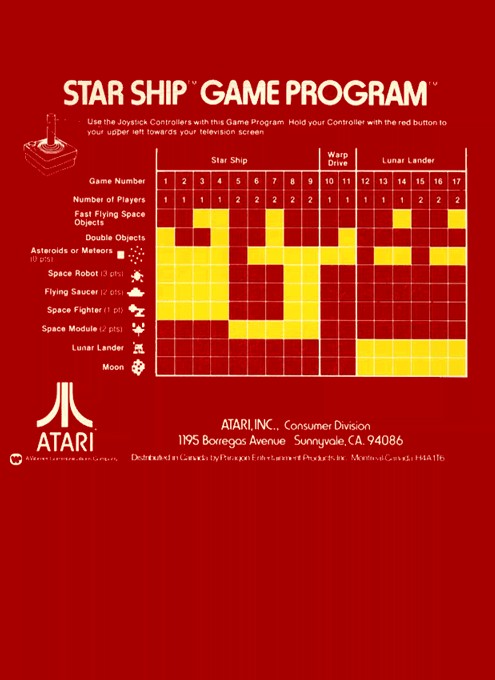 STAR SHIP™ GAME PROGRAM™
Use the Joystick Controllers with this Game Program. Hold your Controller with the red button to
your upper left towards your television screen
Star Ship Warp Drive Lunar Lander
Game Number 1 2 3 4 5 6 7 8 9 10 11 12 13 14 15 16 17
Number of Players 1 1 1 1 2 2 2 2 2 1 1 1 1 1 2 2 2
Fast Flying Space
Objects
Double Objects
Asteroids or Meteors
(0 pts)
Space Robot (3 pts)
Flying Saucer (2 pts)
Space Fighter (1 pt)
Space Module (2 pts)
Lunar Lander
Moon
ATARI
A Warner Communications Company
ATARI, INC., Consumer Division
1195 Borregas Avenue Sunnyvale, CA. 94086
Distributed in Canada by Paragon Entertainment Products Inc. Montreal Canada H4A 1T6